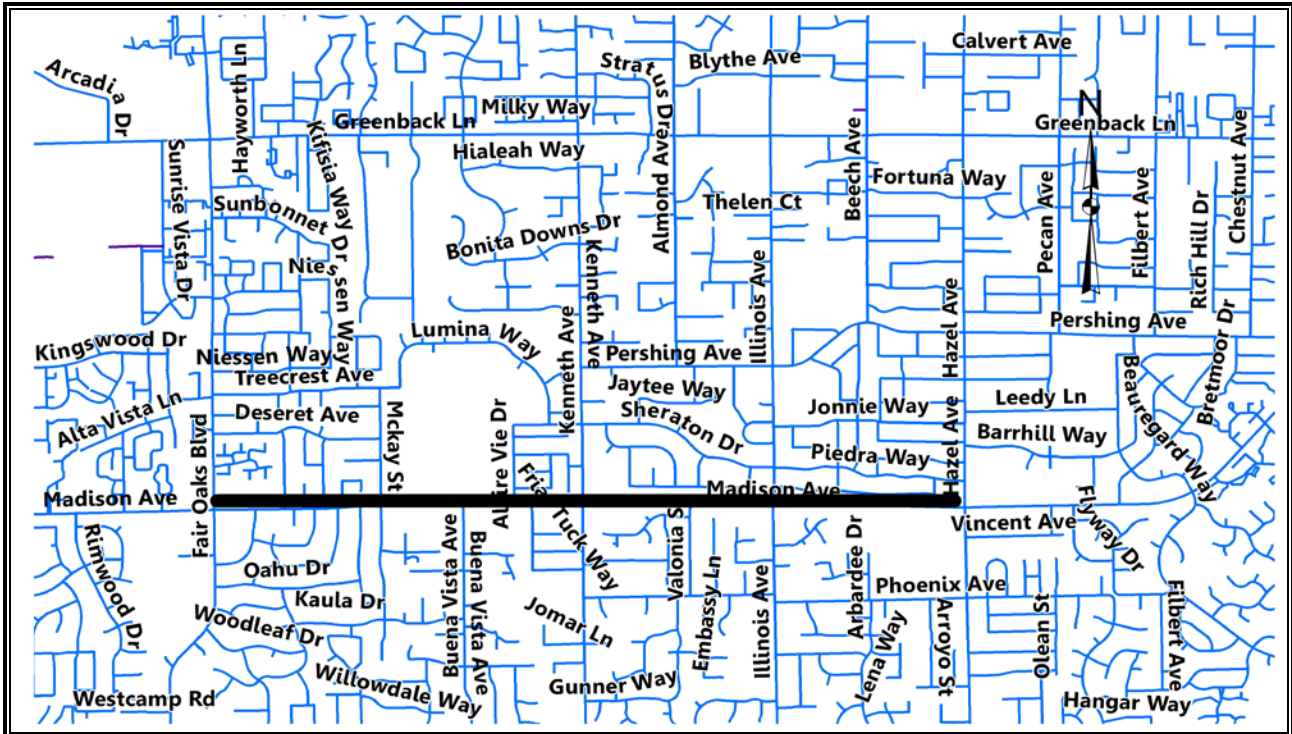 Calvert Ave
Blythe Ave
Stratus Dr
Arcadia Dr
Hayworth Ln
N
Milky Way
Greenback Ln
Greenback Ln
Kifisia Way
Hialeah Way
Almond Ave
Beech Ave
Chestnut Ave
Sunrise Vista Dr
Fortuna Way
Pecan Ave
Filbert Ave
Rich Hill Dr
Sunbonnet Dr
Thelen Ct
Bonita Downs Dr
Kenneth Ave
Niessen Way
Illinois Ave
Hazel Ave
Kenneth Ave
Pershing Ave
Bretmoor Dr
Lumina Way
Kingswood Dr
Niessen Way
Pershing Ave
Treecrest Ave
Beauregard Way
Jaytee Way
Leedy Ln
Jonnie Way
Alta Vista Ln
Deseret Ave
Mckay St
Sheraton Dr
Hazel Ave
Barrhill Way
Piedra Way
Fair Oaks Blvd
Madison Ave
Madison Ave
Tuck Way
Vincent Ave
Flyway Dr
Rimwood Dr
Buena Vista Ave
Buena Vista Ave
Valonia S
Embassy Ln
Illinois Ave
Arbardee Dr
Oahu Dr
Phoenix Ave
Kaula Dr
Jomar Ln
Woodleaf Dr
Lena Way
Arroyo St
Olean St
Filbert Ave
Willowdale Way
Gunner Way
Westcamp Rd
Hangar Way